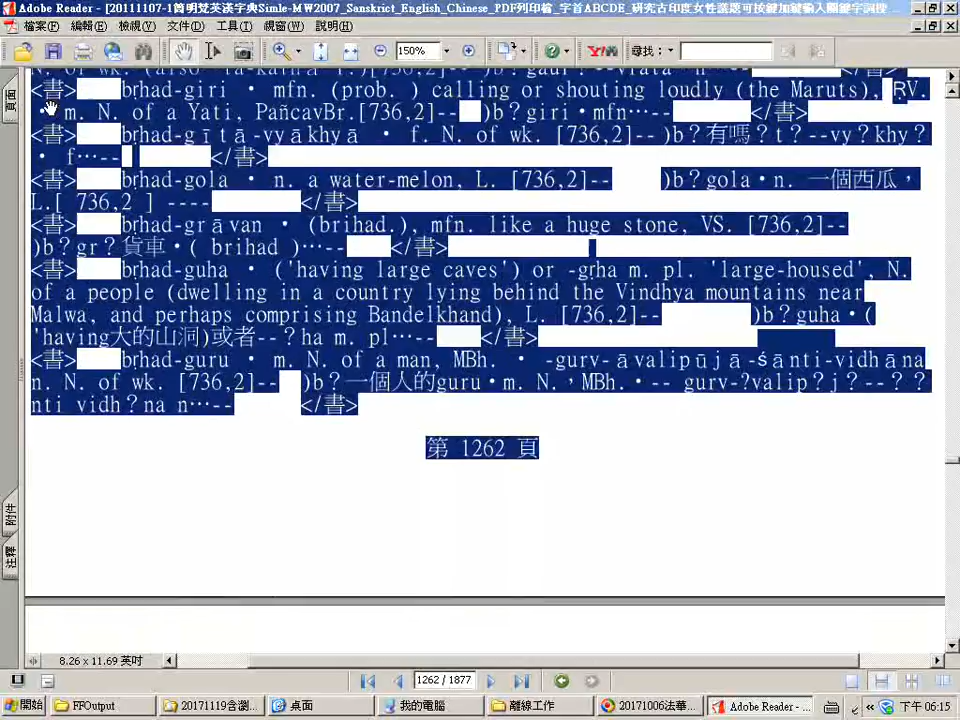 Adobe Reader - [20111107-1簡明梵英漢字典Simle-MW2007_Sanskrict_English_Chinese_PDF列印檔_字首ABCDE_研究古印度女性議題可按鍵加鍵輸入關鍵字詞搜...
檔案(F) 編輯(E) 檢視(V) 文件(D) 工具(T) 視窗(W) 說明(H)
150% Y! 尋找：
頁面
N. of wk. (also
<書> bṛhad-giri ‧ mfn. (prob. ) calling or shouting loudly (the Maruts), ṚV.
‧ m. N. of a Yati, PañcavBr.[736,2]-- )b？giri‧mfn…-- </書>
<書> bṛhad-gītā-vyākhyā ‧ f. N. of wk. [736,2]-- )b？有嗎？t？--vy？khy？
‧ f…-- </書>
<書> bṛhad-gola ‧ n. a water-melon, L. [736,2]-- )b？gola‧n. 一個西瓜，
L.[ 736,2 ] ---- </書>
<書> bṛhad-grāvan ‧ (brihad.), mfn. like a huge stone, VS. [736,2]--
)b？gr？貨車‧( brihad )…-- </書>
<書> bṛhad-guha ‧ ('having large caves') or -gṛha m. pl. 'large-housed', N.
of a people (dwelling in a country lying behind the Vindhya mountains near
Malwa, and perhaps comprising Bandelkhand), L. [736,2]-- )b？guha‧(
'having大的山洞)或者--？ha m. pl…-- </書>
<書> bṛhad-guru ‧ m. N. of a man, MBh. ‧ -gurv-āvalipūjā-śānti-vidhāna
n. N. of wk. [736,2]-- )b？一個人的guru‧m. N.，MBh.‧-- gurv-?valip？j？--？？
nti vidh？na n…-- </書>
第 1262 頁
附件
注釋
8.26 x 11.69 英吋
1262 / 1877
開始 FFOutput 20171119含瀏... 桌面 我的電腦 離線工作 20171006法華... Adobe Reader - ... « 下午 06:15